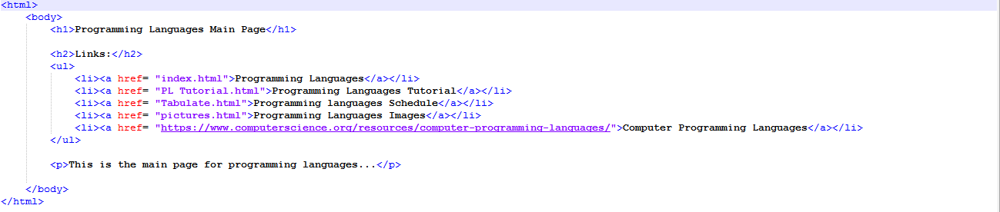 <html>
<body>
<h1>Programming Languages Main Page</h1>
<h2>Links:</h2>
<ul>
<li><a href= "index.html">Programming Languages</a></li>
<li><a href= "PL Tutorial.html">Programming Languages Tutorial</a></li>
<li><a href= "Tabulate.html">Programming languages Schedule</a></li>
<li><a href= "pictures.html">Programming Languages Images</a></li>
<li><a href= "https://www.computerscience.org/resources/computer-programming-languages/">Computer Programming Languages</a></li>
</ul>
<p>This is the main page for programming languages...</p>
</body>
</html>